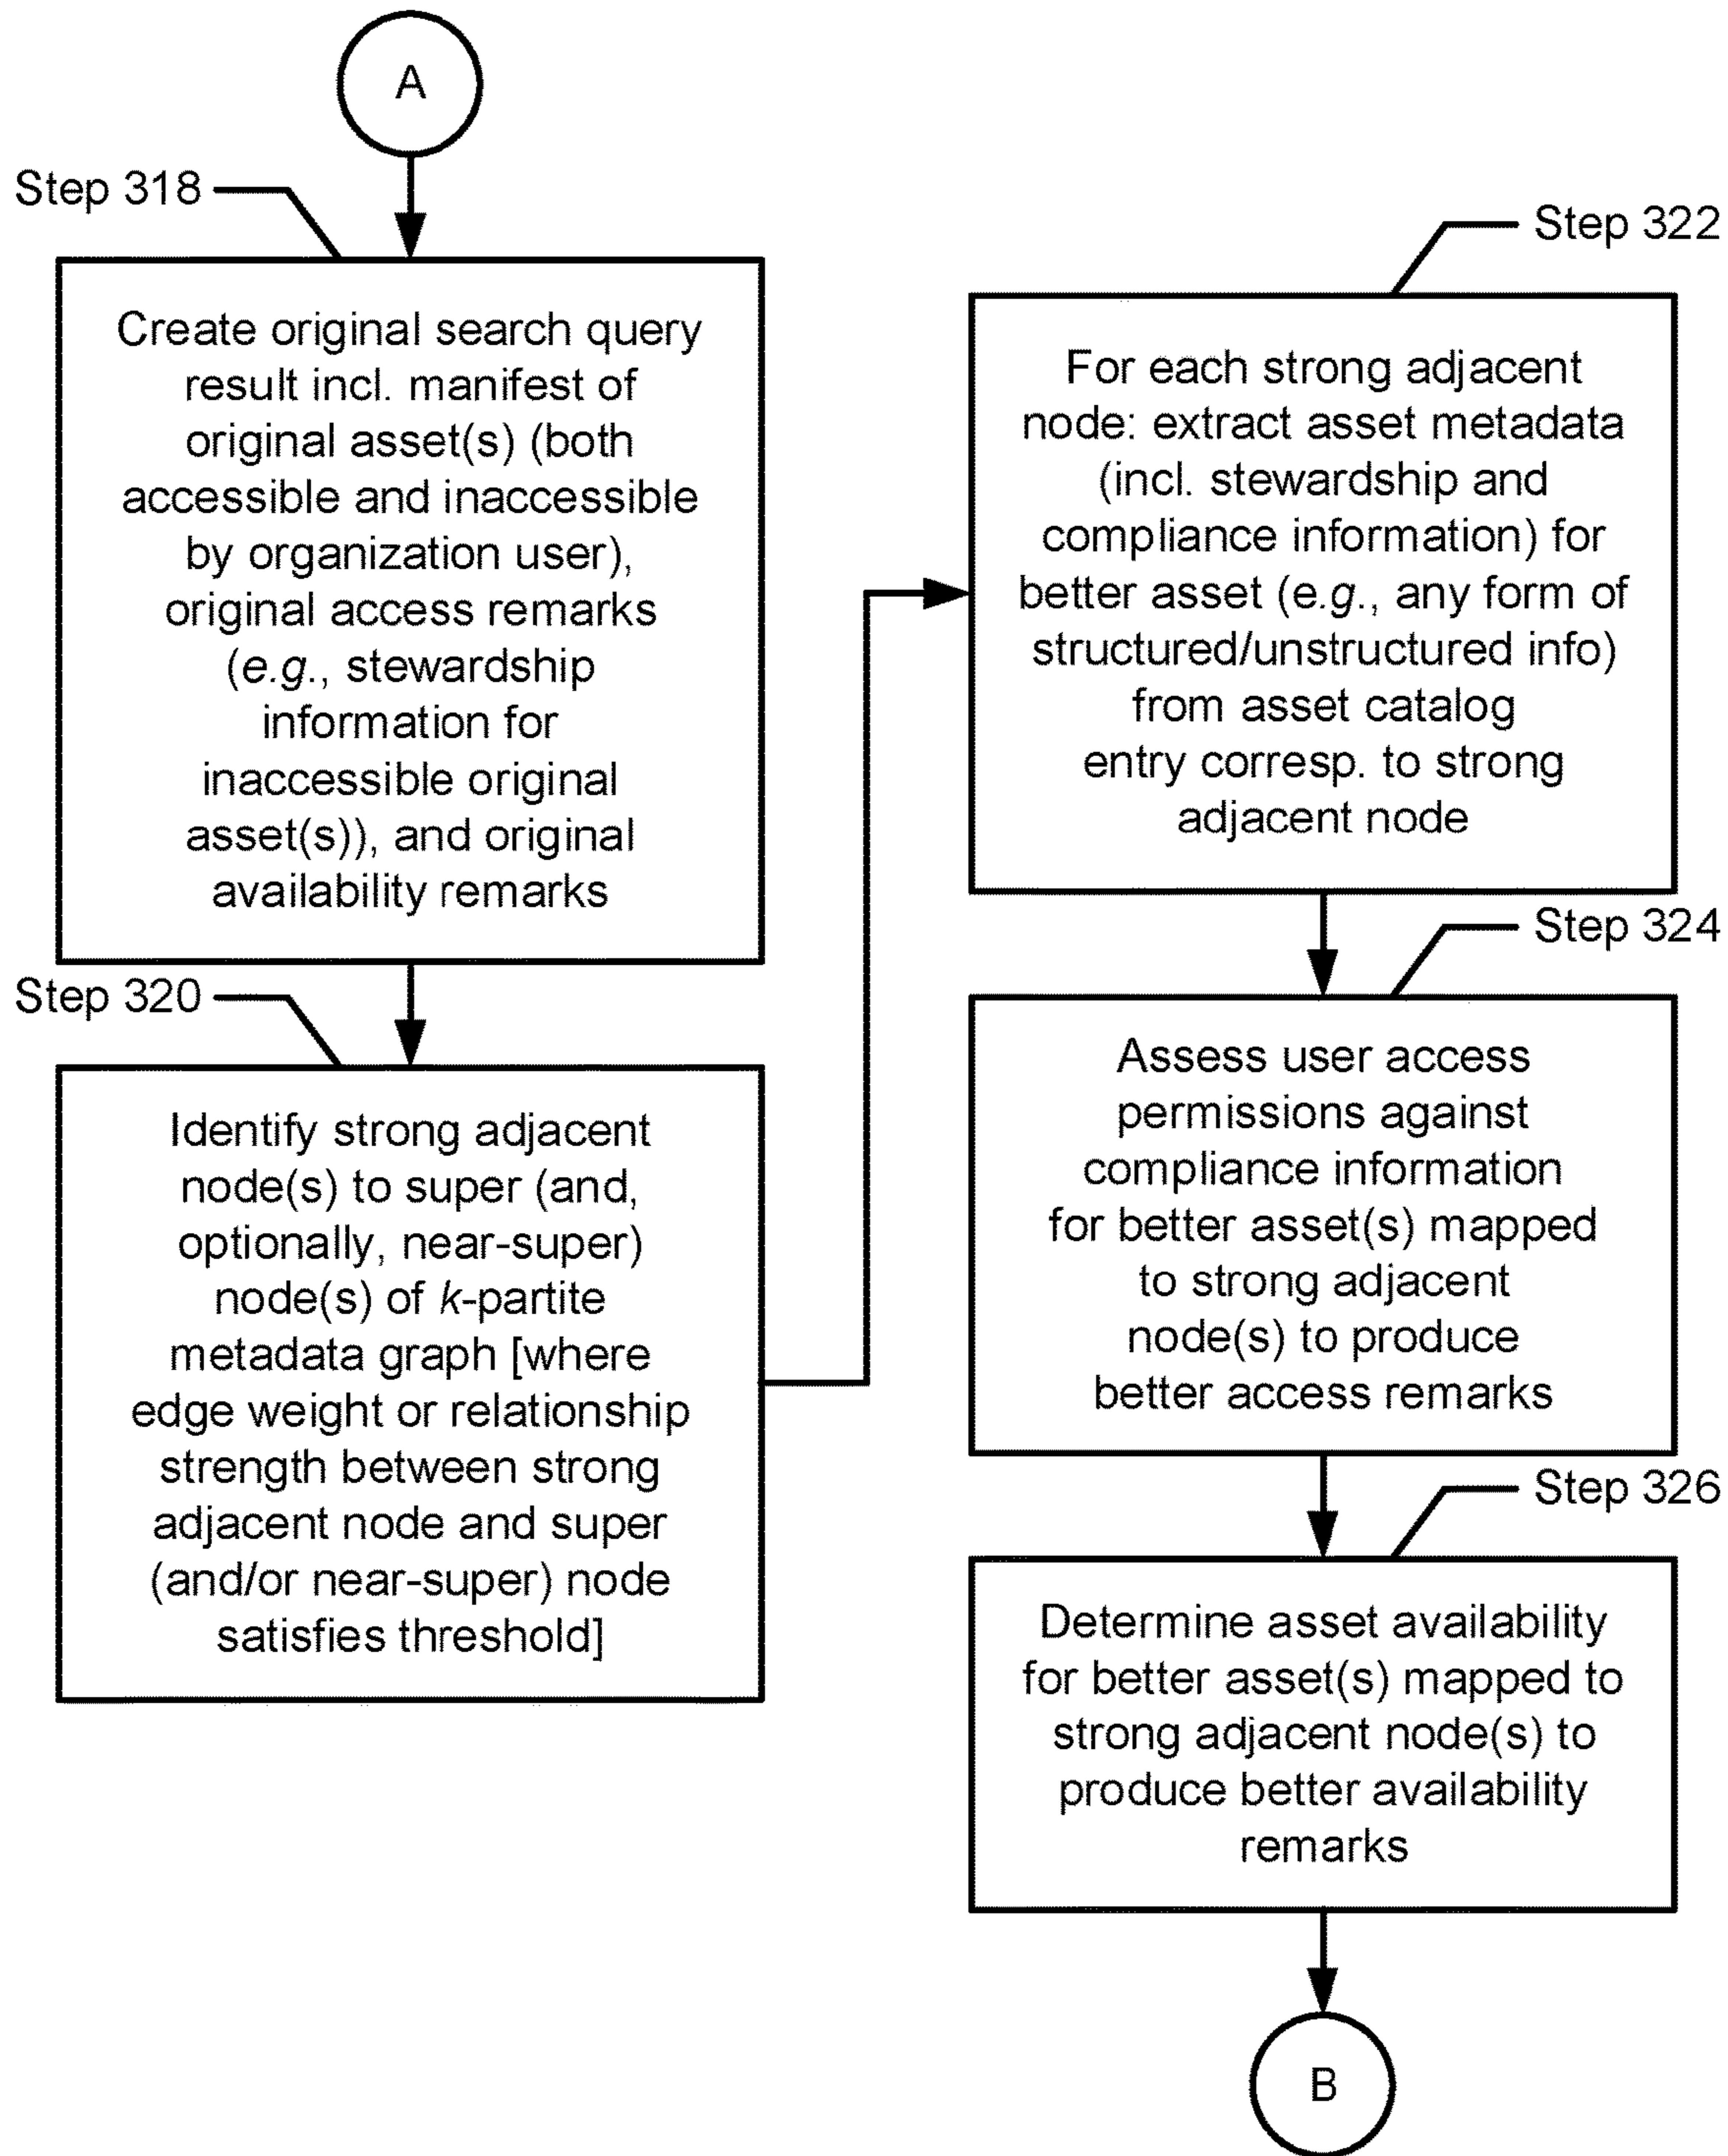 A
Step 318
Create original search query
result incl. manifest of
original asset(s) (both
accessible and inaccessible
by organization user),
original access remarks
(e.g., stewardship
information for
inaccessible original
asset(s)), and original
availability remarks
Step 320
Identify strong adjacent
node(s) to super (and,
optionally, near-super)
node(s) of k-partite
metadata graph [where
edge weight or relationship
strength between strong
adjacent node and super
(and/or near-super) node
satisfies threshold]
Step 322
For each strong adjacent
node: extract asset metadata
(incl. stewardship and
compliance information) for
better asset (e.g., any form of
structured/unstructured info)
from asset catalog
entry corresp. to strong
adjacent node
Step 324
Assess user access
permissions against
compliance information
for better asset(s) mapped
to strong adjacent
node(s) to produce
better access remarks
Step 326
Determine asset availability
for better asset(s) mapped to
strong adjacent node(s) to
produce better availability
remarks
B